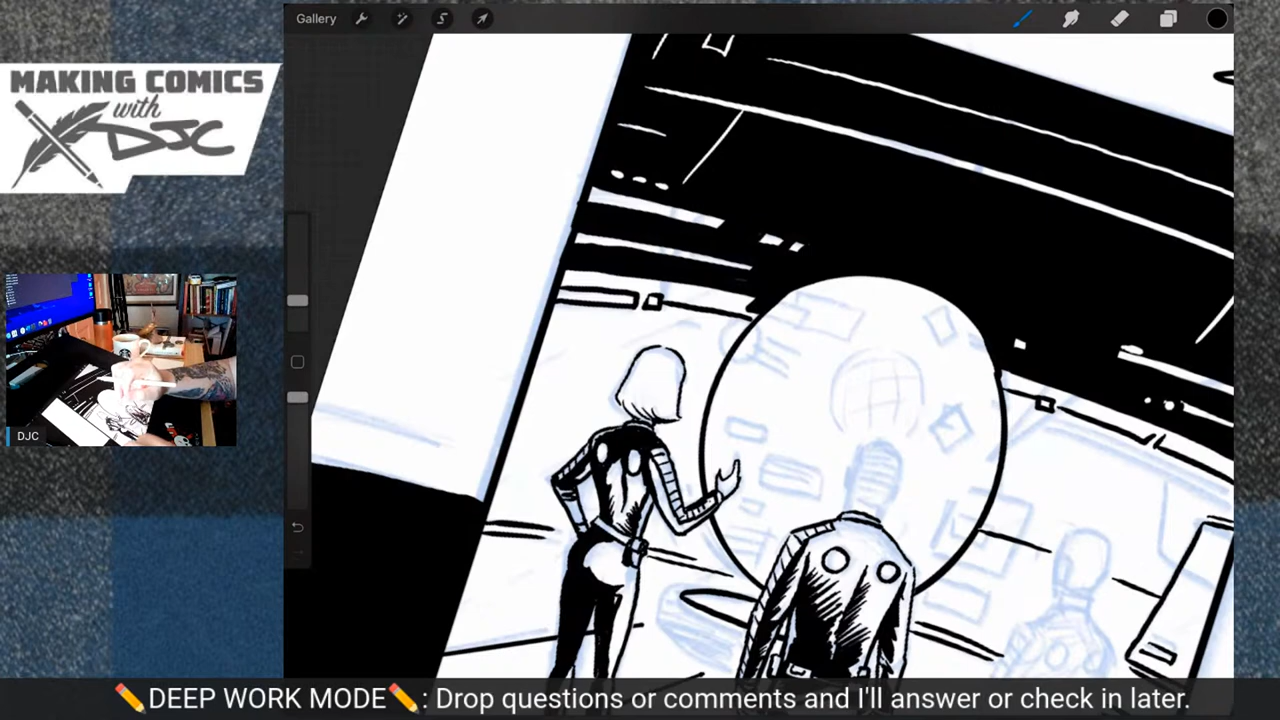 Gallery
MAKING COMICS
with
DJC
DJC
✏️DEEP WORK MODE✏️: Drop questions or comments and I'll answer or check in later.